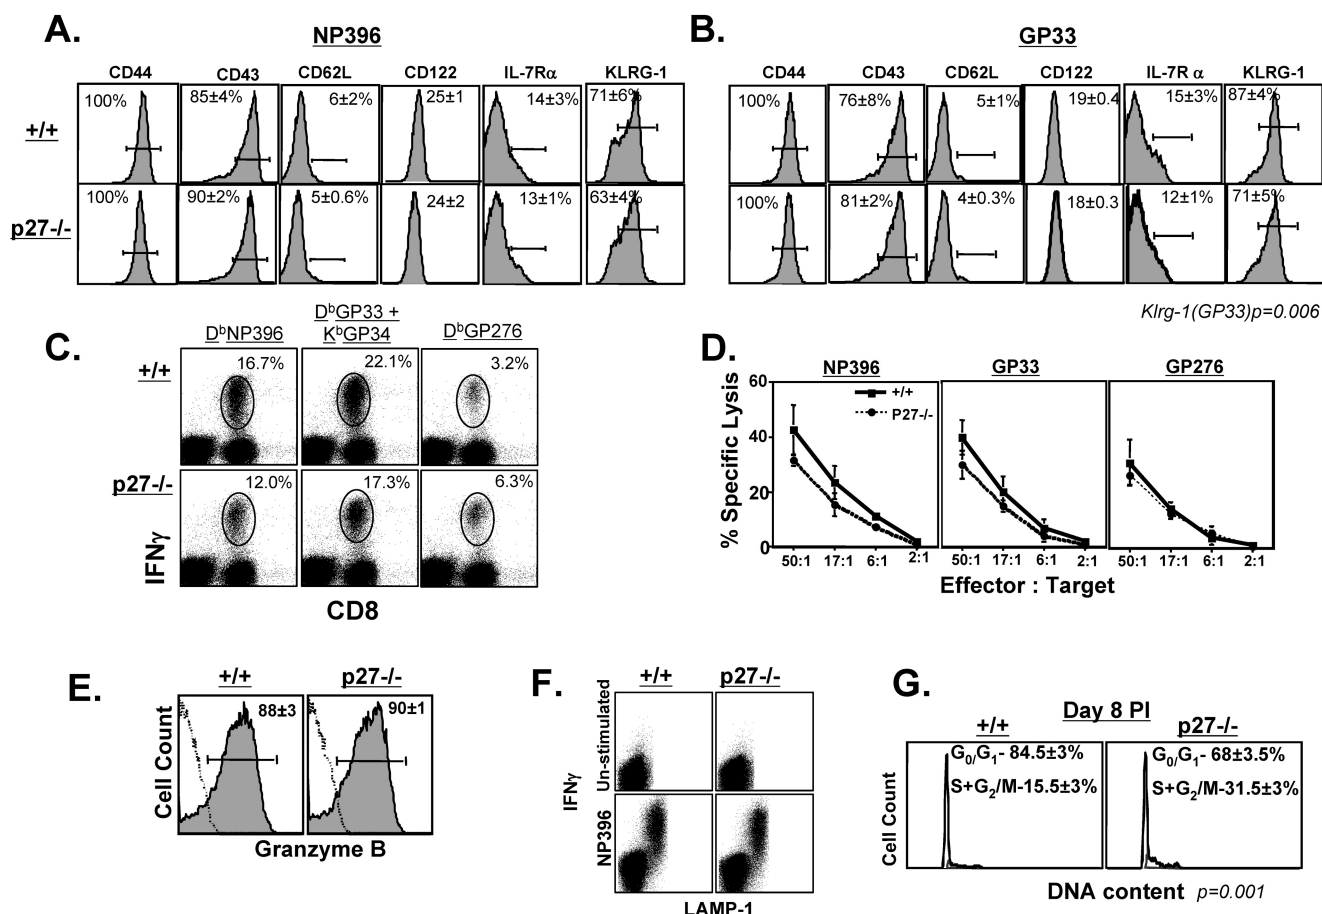 A.
NP396
CD44 CD43 CD62L CD122 IL-7Rα KLRG-1
+/+
100% 85±4% 6±2% 25±1 14±3% 71±6%
p27-/-
100% 90±2% 5±0.6% 24±2 13±1% 63±4%
B.
GP33
CD44 CD43 CD62L CD122 IL-7R α KLRG-1
100% 76±8% 5±1% 19±0.4 15±3% 87±4%
100% 81±2% 4±0.3% 18±0.3 12±1% 71±5%
Klrg-1(GP33)p=0.006
C.
DbGP33 +
DbNP396 KbGP34 DbGP276
+/+
16.7% 22.1% 3.2%
p27-/-
12.0% 17.3% 6.3%
IFNγ
CD8
D.
NP396 GP33 GP276
+/+
P27-/-
% Specific Lysis
60
40
20
0
50:1 17:1 6:1 2:1 50:1 17:1 6:1 2:1 50:1 17:1 6:1 2:1
Effector : Target
E.
+/+ p27-/-
88±3 90±1
Cell Count
Granzyme B
F.
+/+ p27-/-
Un-stimulated
IFNγ
NP396
LAMP-1
G.
Day 8 PI
+/+ p27-/-
G0/G1- 84.5±3% G0/G1- 68±3.5%
S+G2/M-15.5±3% S+G2/M-31.5±3%
Cell Count
DNA content p=0.001